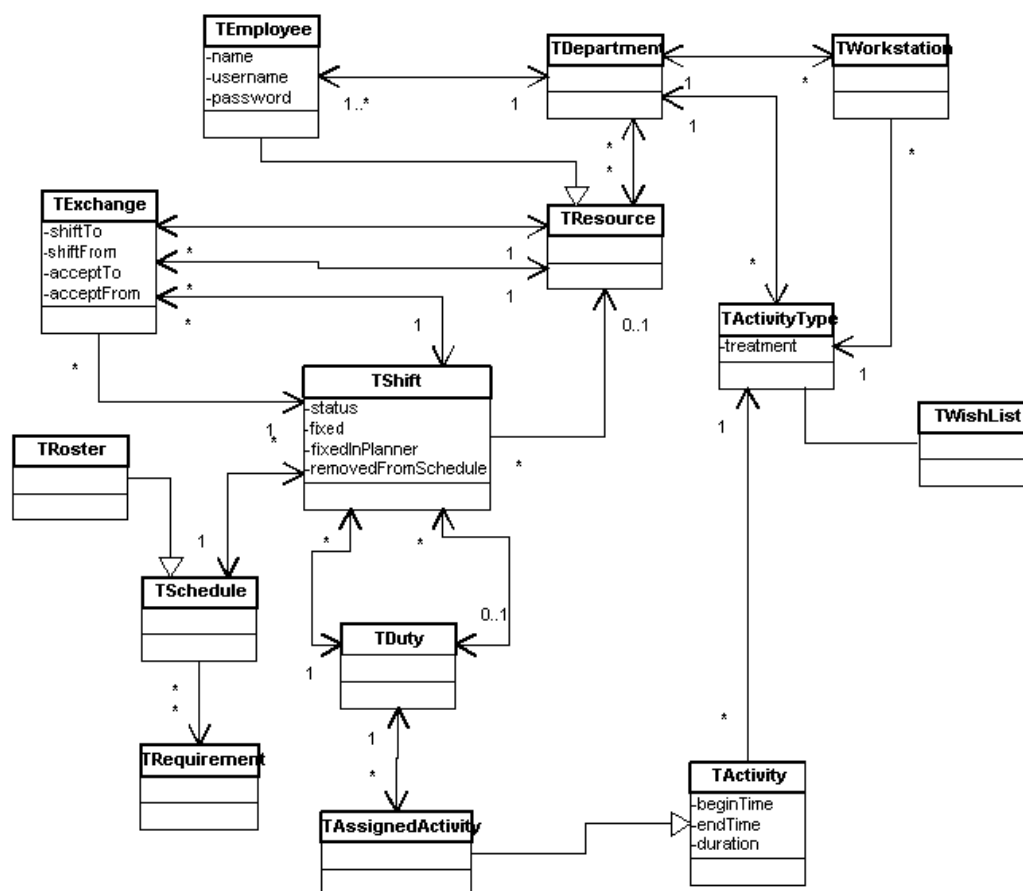 TEmployee
-name
-username
-password
TDepartment
TWorkstation
1..*
1
1
*
1
*
*
*
TExchange
-shiftTo
-shiftFrom
-acceptTo
-acceptFrom
TResource
*
1
*
1
*
1
0..1
*
TActivityType
-treatment
*
1
TShift
-status
-fixed
-fixedInPlanner
-removedFromSchedule
1
*
*
1
TWishList
TRoster
1
*
*
TSchedule
0..1
TDuty
1
*
*
TRequirement
1
*
*
TActivity
-beginTime
-endTime
-duration
TAssignedActivity